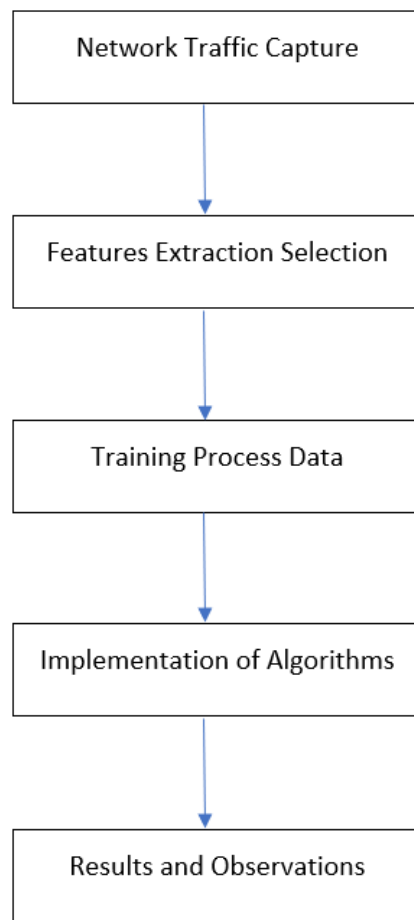 Network Traffic Capture
Features Extraction Selection
Training Process Data
Implementation of Algorithms
Results and Observations